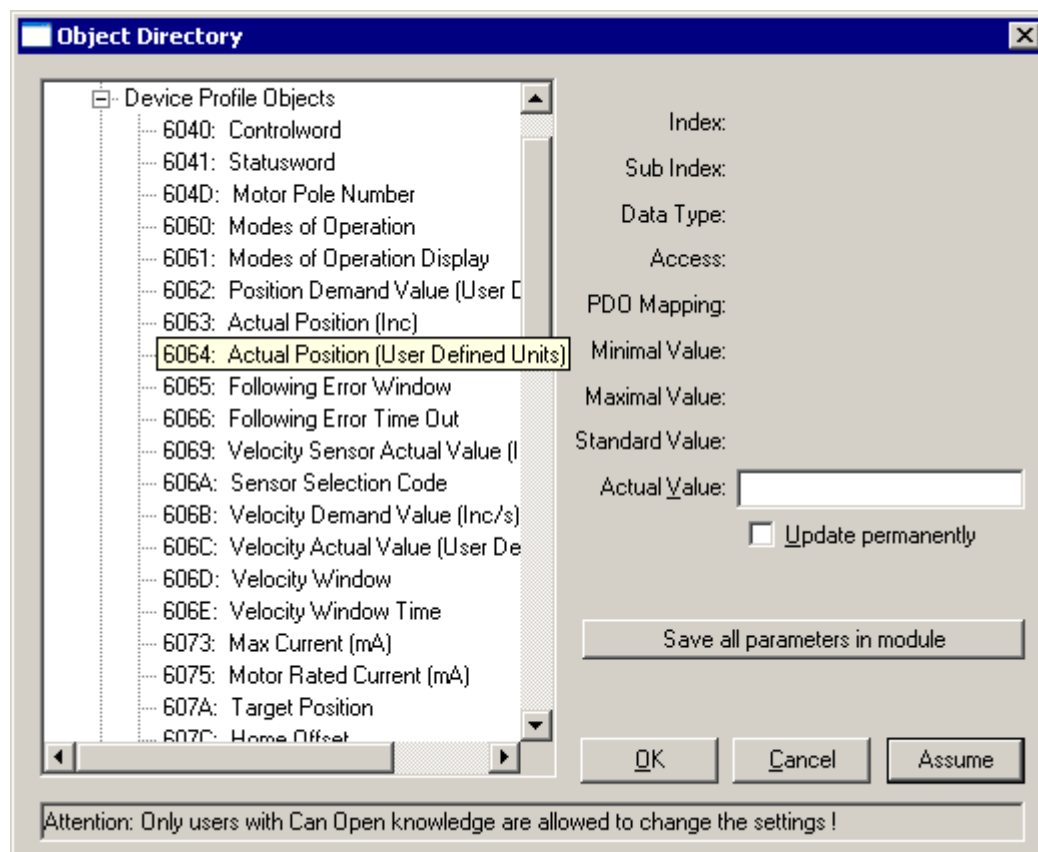 Object Directory
Device Profile Objects
6040: Controlword
6041: Statusword
604D: Motor Pole Number
6060: Modes of Operation
6061: Modes of Operation Display
6062: Position Demand Value (User D
6063: Actual Position (Inc)
6064: Actual Position (User Defined Units)
6065: Following Error Window
6066: Following Error Time Out
6069: Velocity Sensor Actual Value (I
606A: Sensor Selection Code
606B: Velocity Demand Value (Inc/s)
606C: Velocity Actual Value (User De
606D: Velocity Window
606E: Velocity Window Time
6073: Max Current (mA)
6075: Motor Rated Current (mA)
607A: Target Position
607C: Home Offset
Index:
Sub Index:
Data Type:
Access:
PDO Mapping:
Minimal Value:
Maximal Value:
Standard Value:
Actual Value:
Update permanently
Save all parameters in module
OK
Cancel
Assume
Attention: Only users with Can Open knowledge are allowed to change the settings !